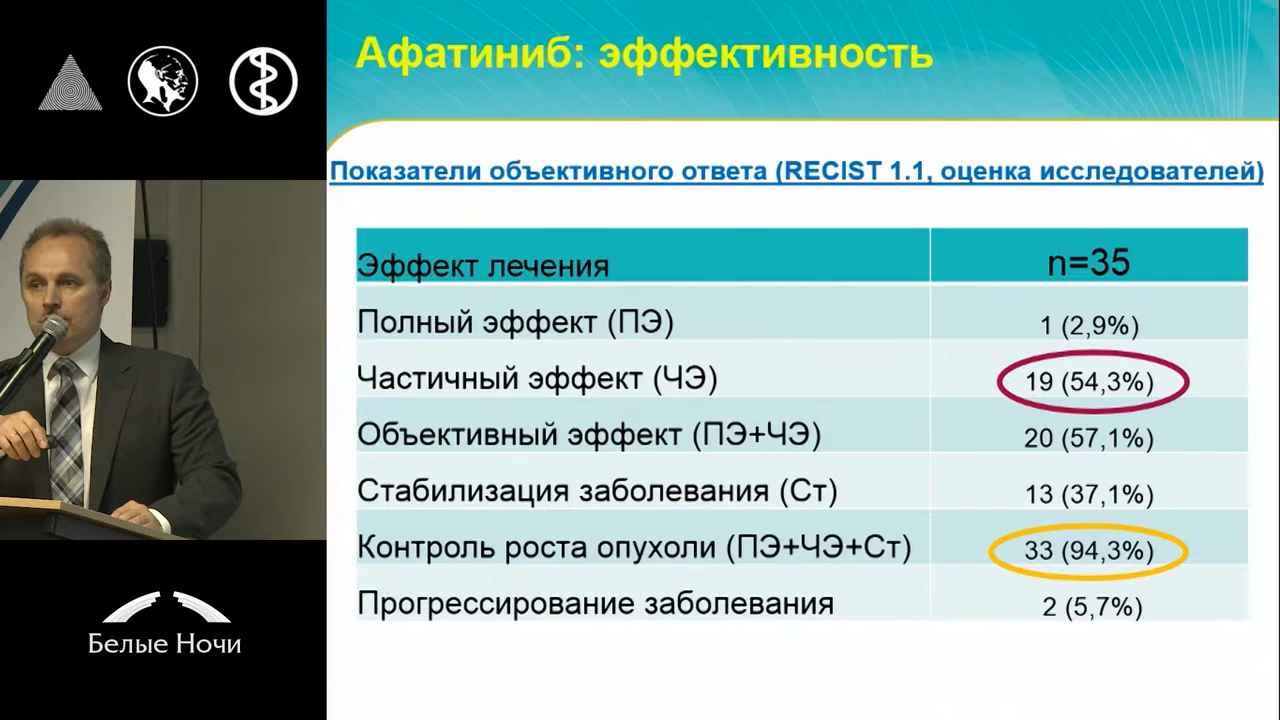 Афатиниб: эффективность
Показатели объективного ответа (RECIST 1.1, оценка исследователей)
Эффект лечения n=35
Полный эффект (ПЭ) 1 (2,9%)
Частичный эффект (ЧЭ) 19 (54,3%)
Объективный эффект (ПЭ+ЧЭ) 20 (57,1%)
Стабилизация заболевания (Ст) 13 (37,1%)
Контроль роста опухоли (ПЭ+ЧЭ+Ст) 33 (94,3%)
Прогрессирование заболевания 2 (5,7%)
Белые Ночи